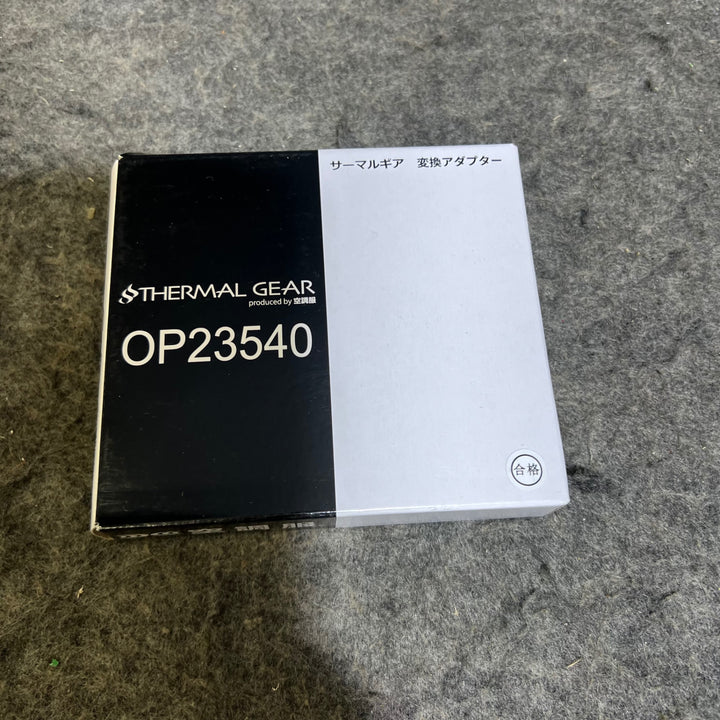 サーマルギア 変換アダプター
THERMAL GEAR
produced by 空調服
OP23540
合格